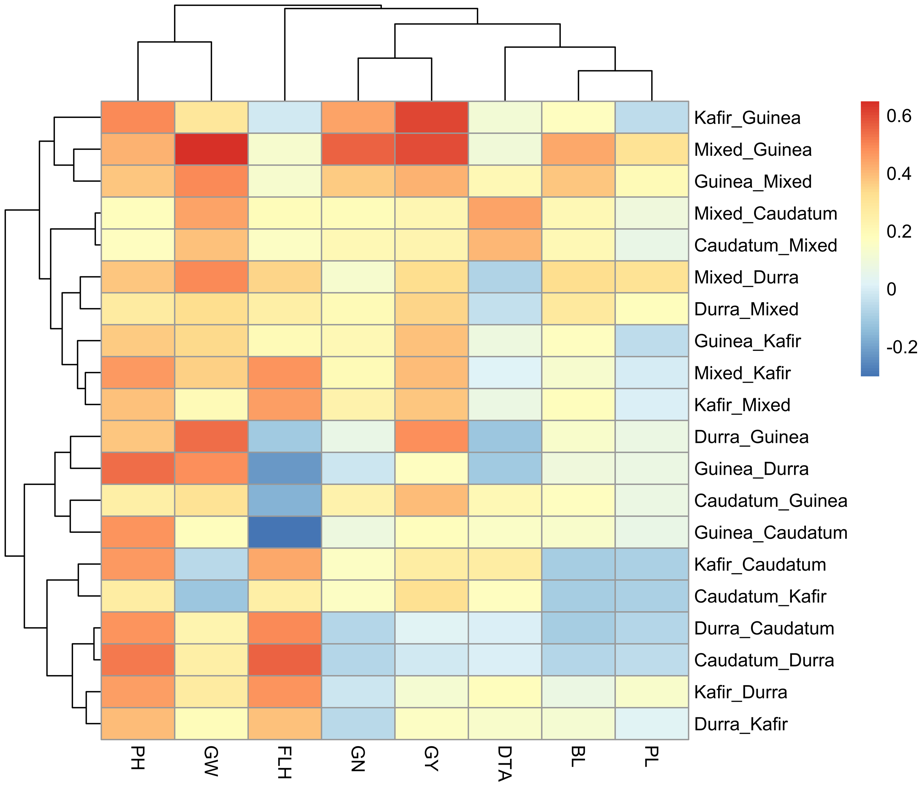 Kafir_Guinea
Mixed_Guinea
Guinea_Mixed
Mixed_Caudatum
Caudatum_Mixed
Mixed_Durra
Durra_Mixed
Guinea_Kafir
Mixed_Kafir
Kafir_Mixed
Durra_Guinea
Guinea_Durra
Caudatum_Guinea
Guinea_Caudatum
Kafir_Caudatum
Caudatum_Kafir
Durra_Caudatum
Caudatum_Durra
Kafir_Durra
Durra_Kafir
PH GW FLH GN GY DTA BL PL
0.6
0.4
0.2
0
-0.2